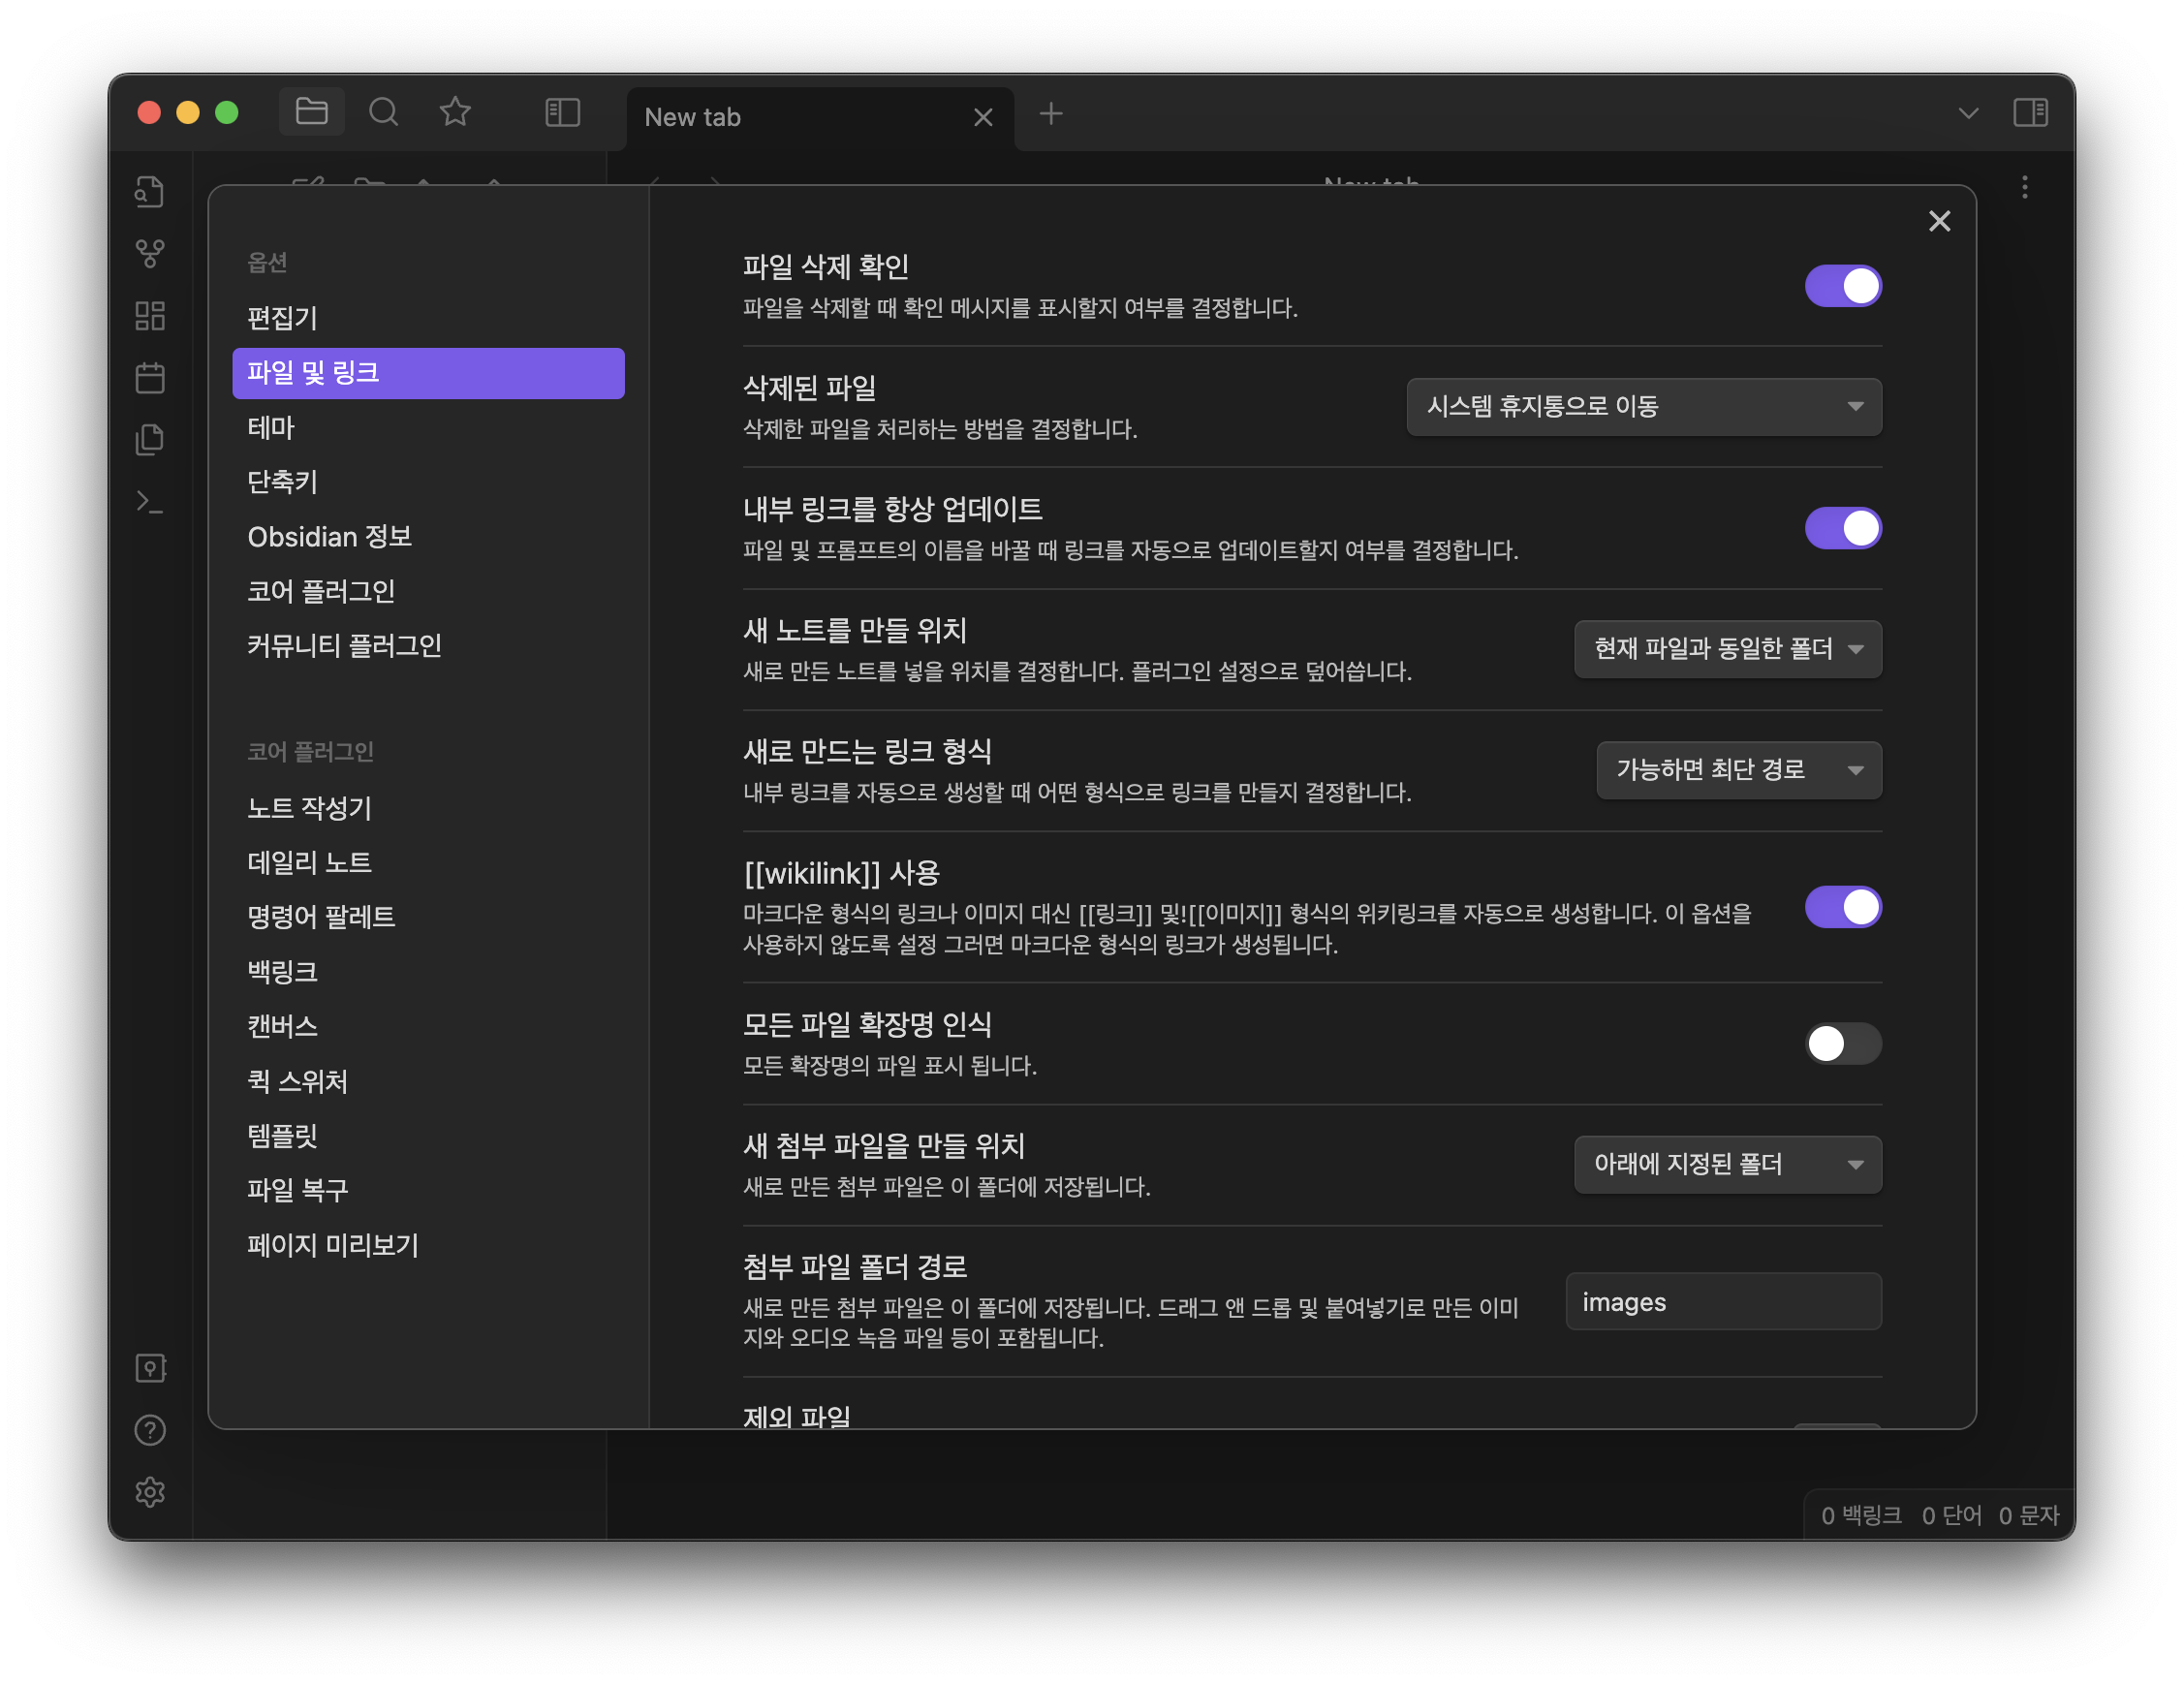 New tab
New tab
옵션
편집기
파일 및 링크
테마
단축키
Obsidian 정보
코어 플러그인
커뮤니티 플러그인
코어 플러그인
노트 작성기
데일리 노트
명령어 팔레트
백링크
캔버스
퀵 스위처
템플릿
파일 복구
페이지 미리보기
파일 삭제 확인
파일을 삭제할 때 확인 메시지를 표시할지 여부를 결정합니다.
삭제된 파일
삭제한 파일을 처리하는 방법을 결정합니다.
시스템 휴지통으로 이동
내부 링크를 항상 업데이트
파일 및 프롬프트의 이름을 바꿀 때 링크를 자동으로 업데이트할지 여부를 결정합니다.
새 노트를 만들 위치
새로 만든 노트를 넣을 위치를 결정합니다. 플러그인 설정으로 덮어씁니다.
현재 파일과 동일한 폴더
새로 만드는 링크 형식
내부 링크를 자동으로 생성할 때 어떤 형식으로 링크를 만들지 결정합니다.
가능하면 최단 경로
[[wikilink]] 사용
마크다운 형식의 링크나 이미지 대신 [[링크]] 및![[이미지]] 형식의 위키링크를 자동으로 생성합니다. 이 옵션을
사용하지 않도록 설정 그러면 마크다운 형식의 링크가 생성됩니다.
모든 파일 확장명 인식
모든 확장명의 파일 표시 됩니다.
새 첨부 파일을 만들 위치
새로 만든 첨부 파일은 이 폴더에 저장됩니다.
아래에 지정된 폴더
첨부 파일 폴더 경로
새로 만든 첨부 파일은 이 폴더에 저장됩니다. 드래그 앤 드롭 및 붙여넣기로 만든 이미
지와 오디오 녹음 파일 등이 포함됩니다.
images
제외 파일
0 백링크 0 단어 0 문자